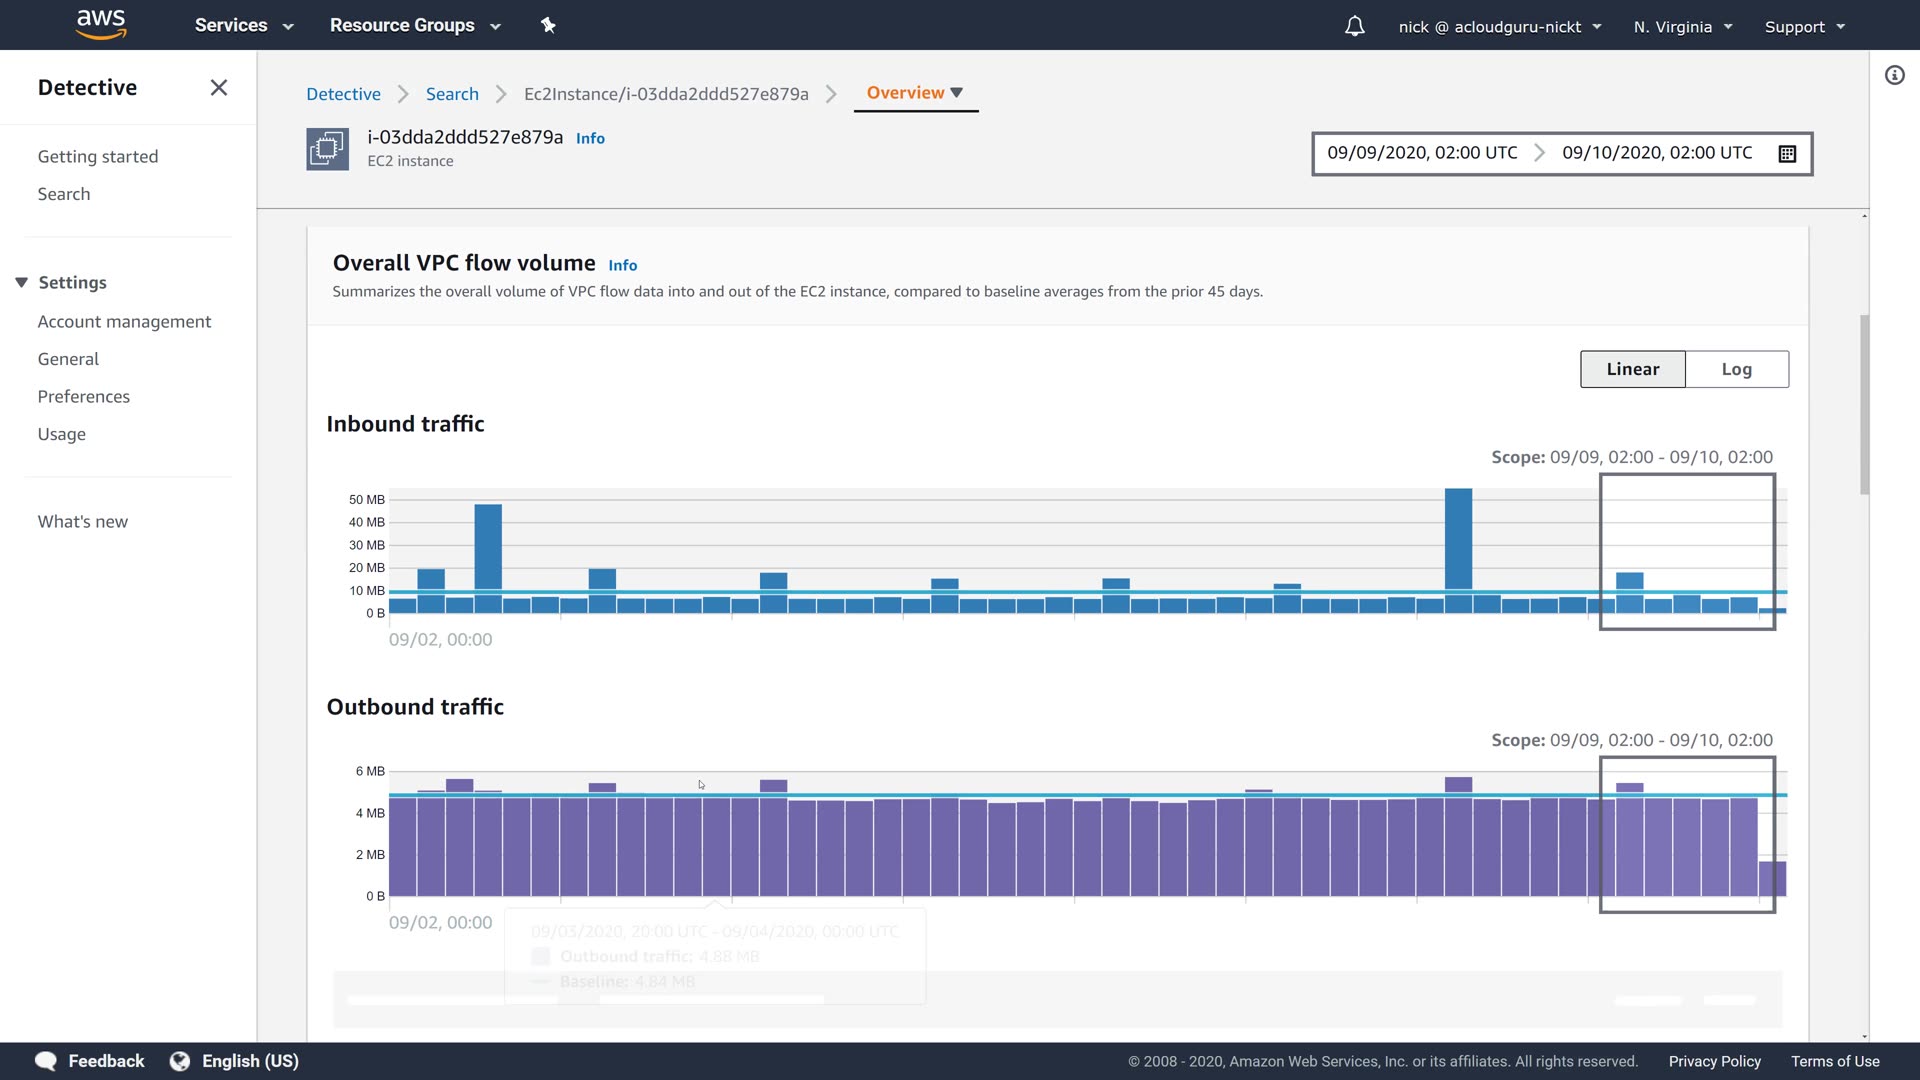 aws
Services
Resource Groups
nick @ acloudguru-nickt
N. Virginia
Support
Detective
Getting started
Search
Settings
Account management
General
Preferences
Usage
What's new
Detective
Search
Ec2Instance/i-03dda2ddd527e879a
Overview
i-03dda2ddd527e879a Info
EC2 instance
09/09/2020, 02:00 UTC
09/10/2020, 02:00 UTC
Overall VPC flow volume Info
Summarizes the overall volume of VPC flow data into and out of the EC2 instance, compared to baseline averages from the prior 45 days.
Linear
Log
Inbound traffic
Scope: 09/09, 02:00 - 09/10, 02:00
50 MB
40 MB
30 MB
20 MB
10 MB
0 B
09/02, 00:00
Outbound traffic
Scope: 09/09, 02:00 - 09/10, 02:00
6 MB
4 MB
2 MB
0 B
09/02, 00:00
09/03/2020, 20:00 UTC - 09/04/2020, 00:00 UTC
Outbound traffic: 4.88 MB
Baseline: 4.84 MB
Feedback
English (US)
© 2008 - 2020, Amazon Web Services, Inc. or its affiliates. All rights reserved.
Privacy Policy
Terms of Use